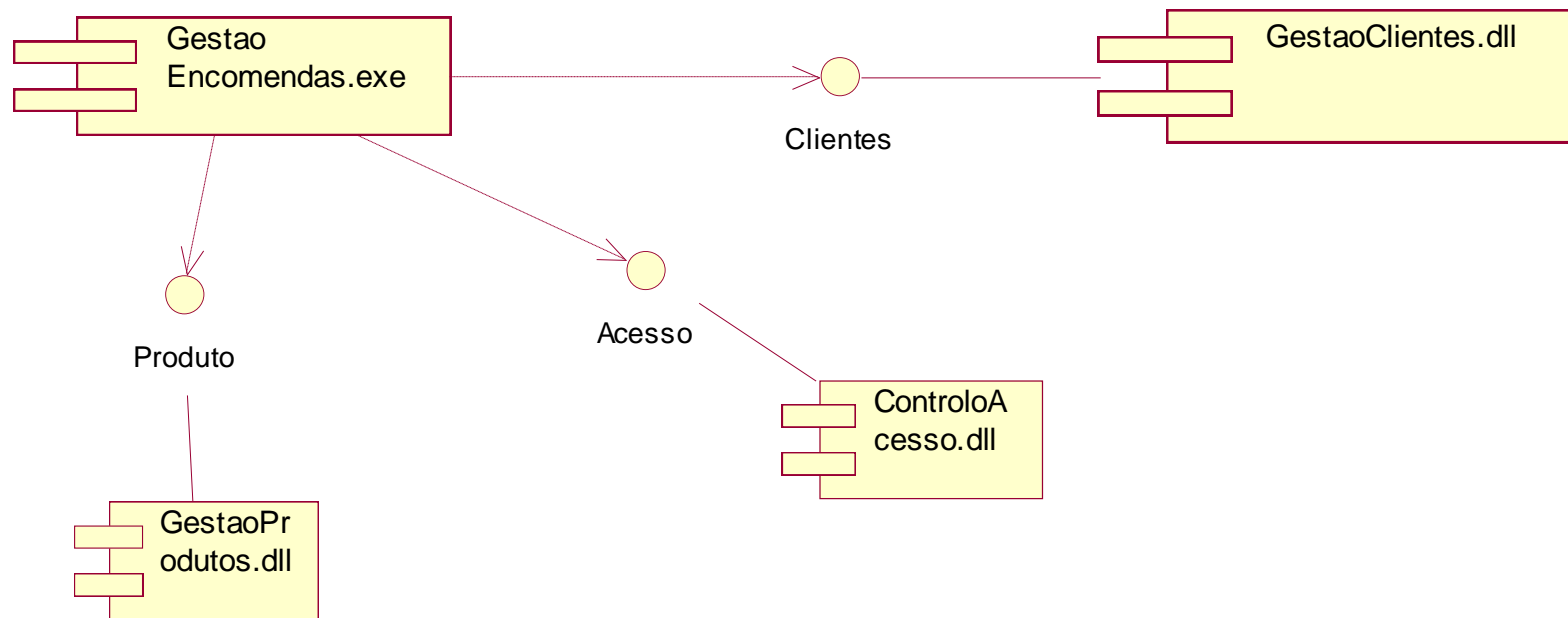 Gestao
Encomendas.exe
GestaoClientes.dll
Clientes
Acesso
Produto
ControloA
cesso.dll
GestaoPr
odutos.dll